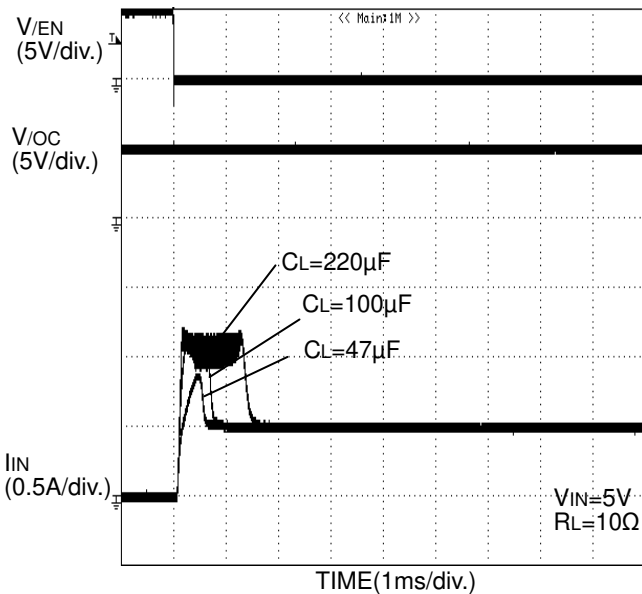 << Main:1M >>
V/EN
(5V/div.)
T
V/OC
(5V/div.)
CL=220µF
CL=100µF
CL=47µF
IIN
(0.5A/div.)
VIN=5V
RL=10Ω
TIME(1ms/div.)